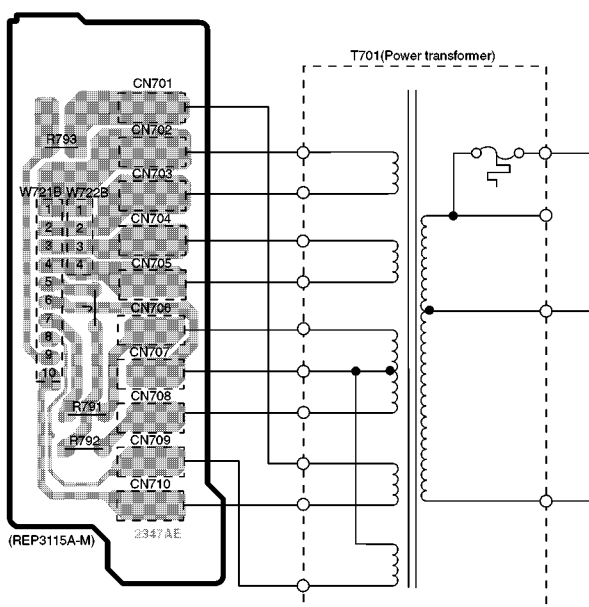 T701(Power transformer)
CN701
CN702
R793
CN703
W721B W722B
1 1
2 2
CN704
3 3
4 4
CN705
5
6
CN706
7
8
CN707
9
10
CN708
R791
R792
CN709
CN710
2347AE
(REP3115A-M)